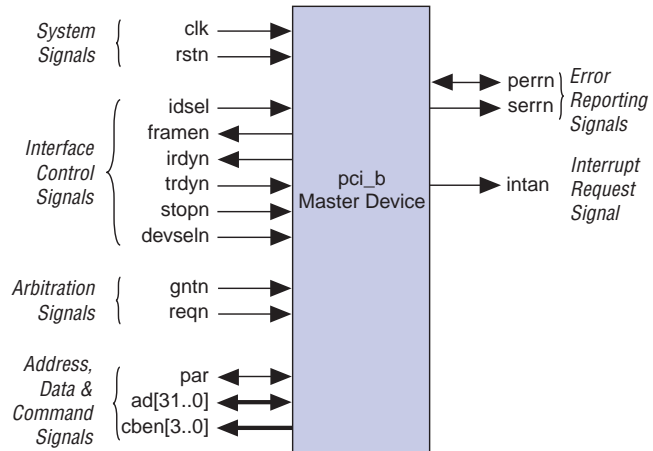 System
Signals
clk
rstn
Interface
Control
Signals
idsel
framen
irdyn
trdyn
stopn
devseln
Arbitration
Signals
gntn
reqn
Address,
Data &
Command
Signals
par
ad[31..0]
cben[3..0]
pci_b
Master Device
perrn
serrn
Error
Reporting
Signals
intan
Interrupt
Request
Signal